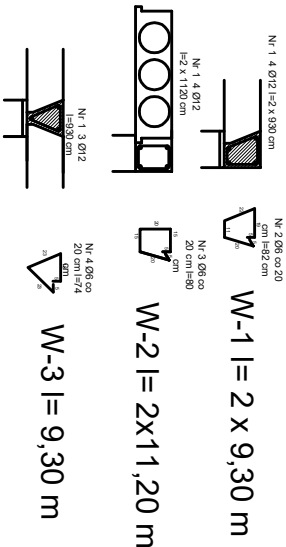 Nr 1 4 Ø12 l=2 x 930 cm
Nr 2 Ø6 co 20
cm l=82 cm
W-1 l= 2 x 9,30 m
Nr 1 4 Ø12
l=2 x 1120 cm
Nr 3 Ø6 co
20 cm l=80
cm
W-2 l= 2x11,20 m
Nr 1 3 Ø12
l=930 cm
Nr 4 Ø6 co
20 cm l=74
cm
W-3 l= 9,30 m